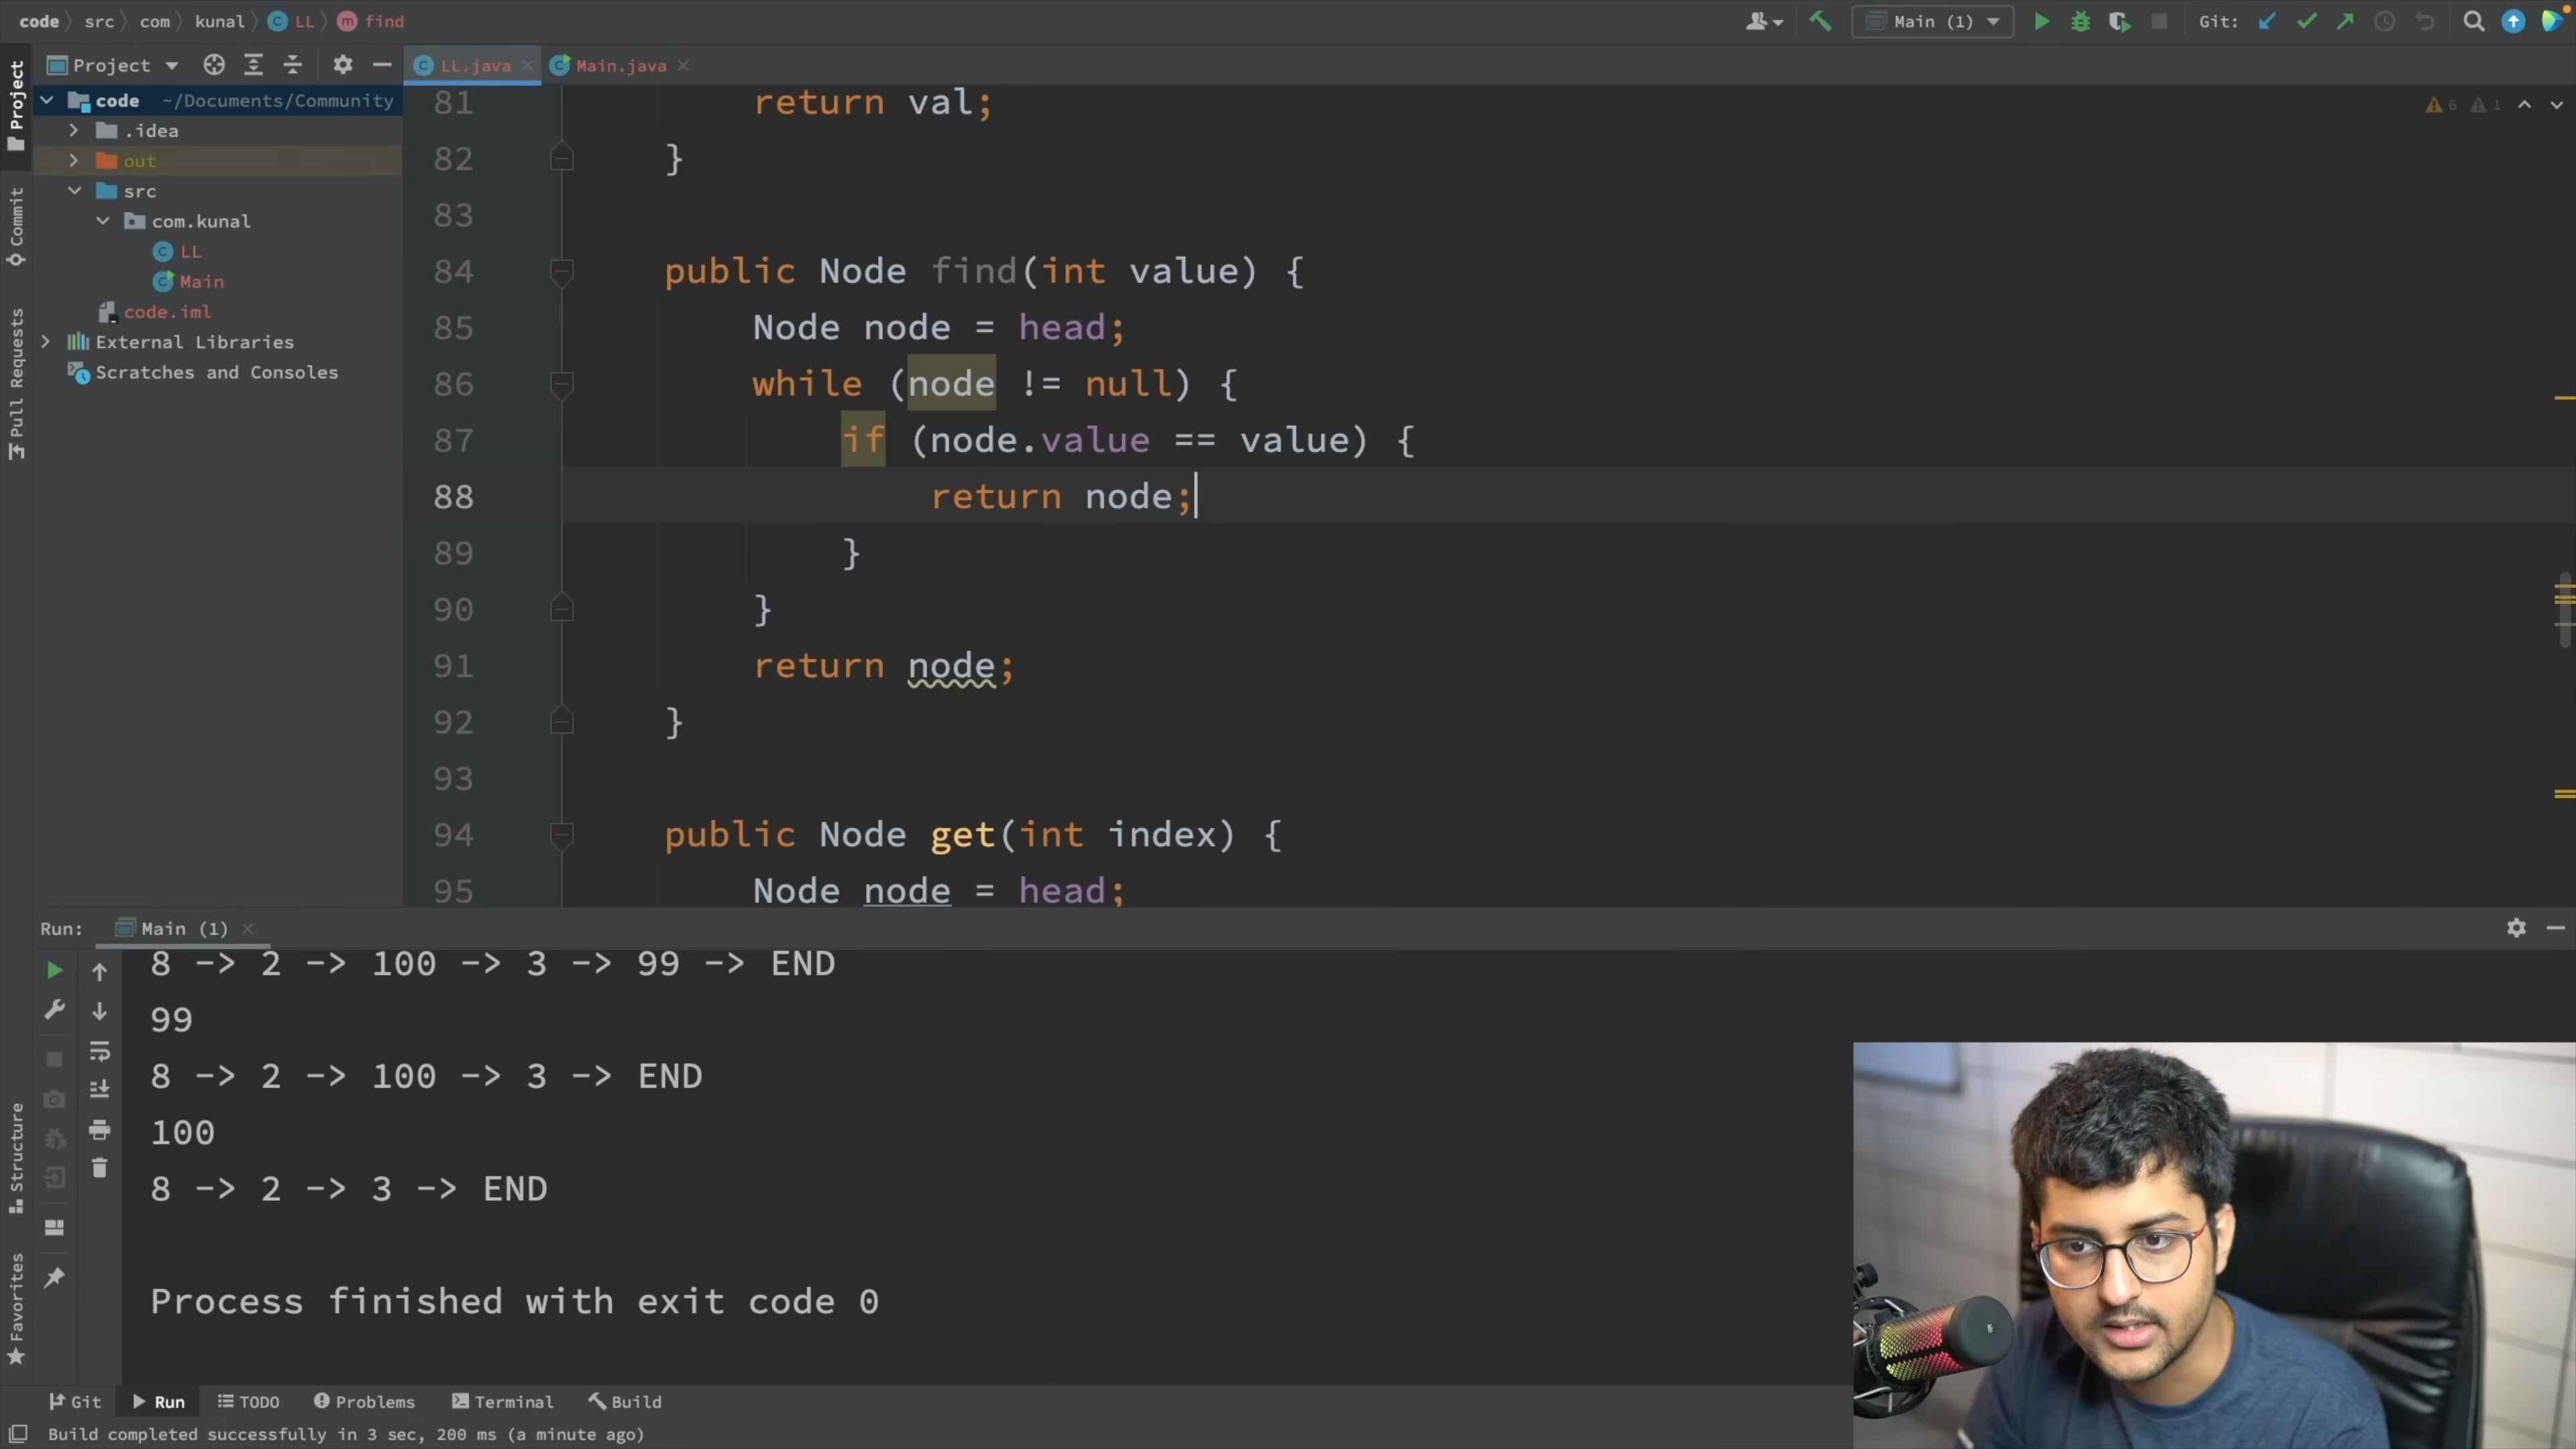 code src com kunal LL find
Main (1) Git:
Project
LL.java Main.java
code ~/Documents/Community
.idea
out
src
com.kunal
LL
Main
code.iml
External Libraries
Scratches and Consoles
Project
Commit
Pull Requests
Structure
Favorites
6 1
81 return val;
82 }
83
84 public Node find(int value) {
85 Node node = head;
86 while (node != null) {
87 if (node.value == value) {
88 return node;
89 }
90 }
91 return node;
92 }
93
94 public Node get(int index) {
95 Node node = head;
Run: Main (1)
8 -> 2 -> 100 -> 3 -> 99 -> END
99
8 -> 2 -> 100 -> 3 -> END
100
8 -> 2 -> 3 -> END
Process finished with exit code 0
Git Run TODO Problems Terminal Build
Build completed successfully in 3 sec, 200 ms (a minute ago)